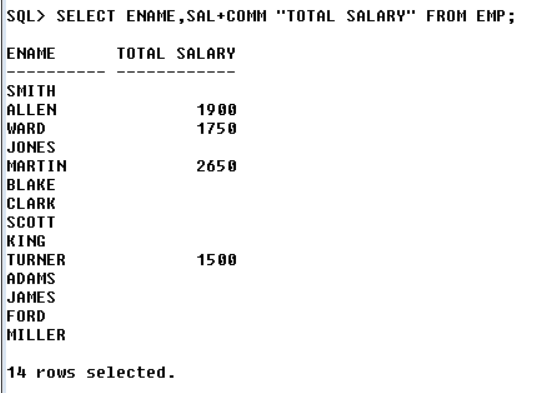 SQL> SELECT ENAME,SAL+COMM "TOTAL SALARY" FROM EMP;
ENAME      TOTAL SALARY
---------- ------------
SMITH
ALLEN              1900
WARD               1750
JONES
MARTIN             2650
BLAKE
CLARK
SCOTT
KING
TURNER             1500
ADAMS
JAMES
FORD
MILLER
14 rows selected.